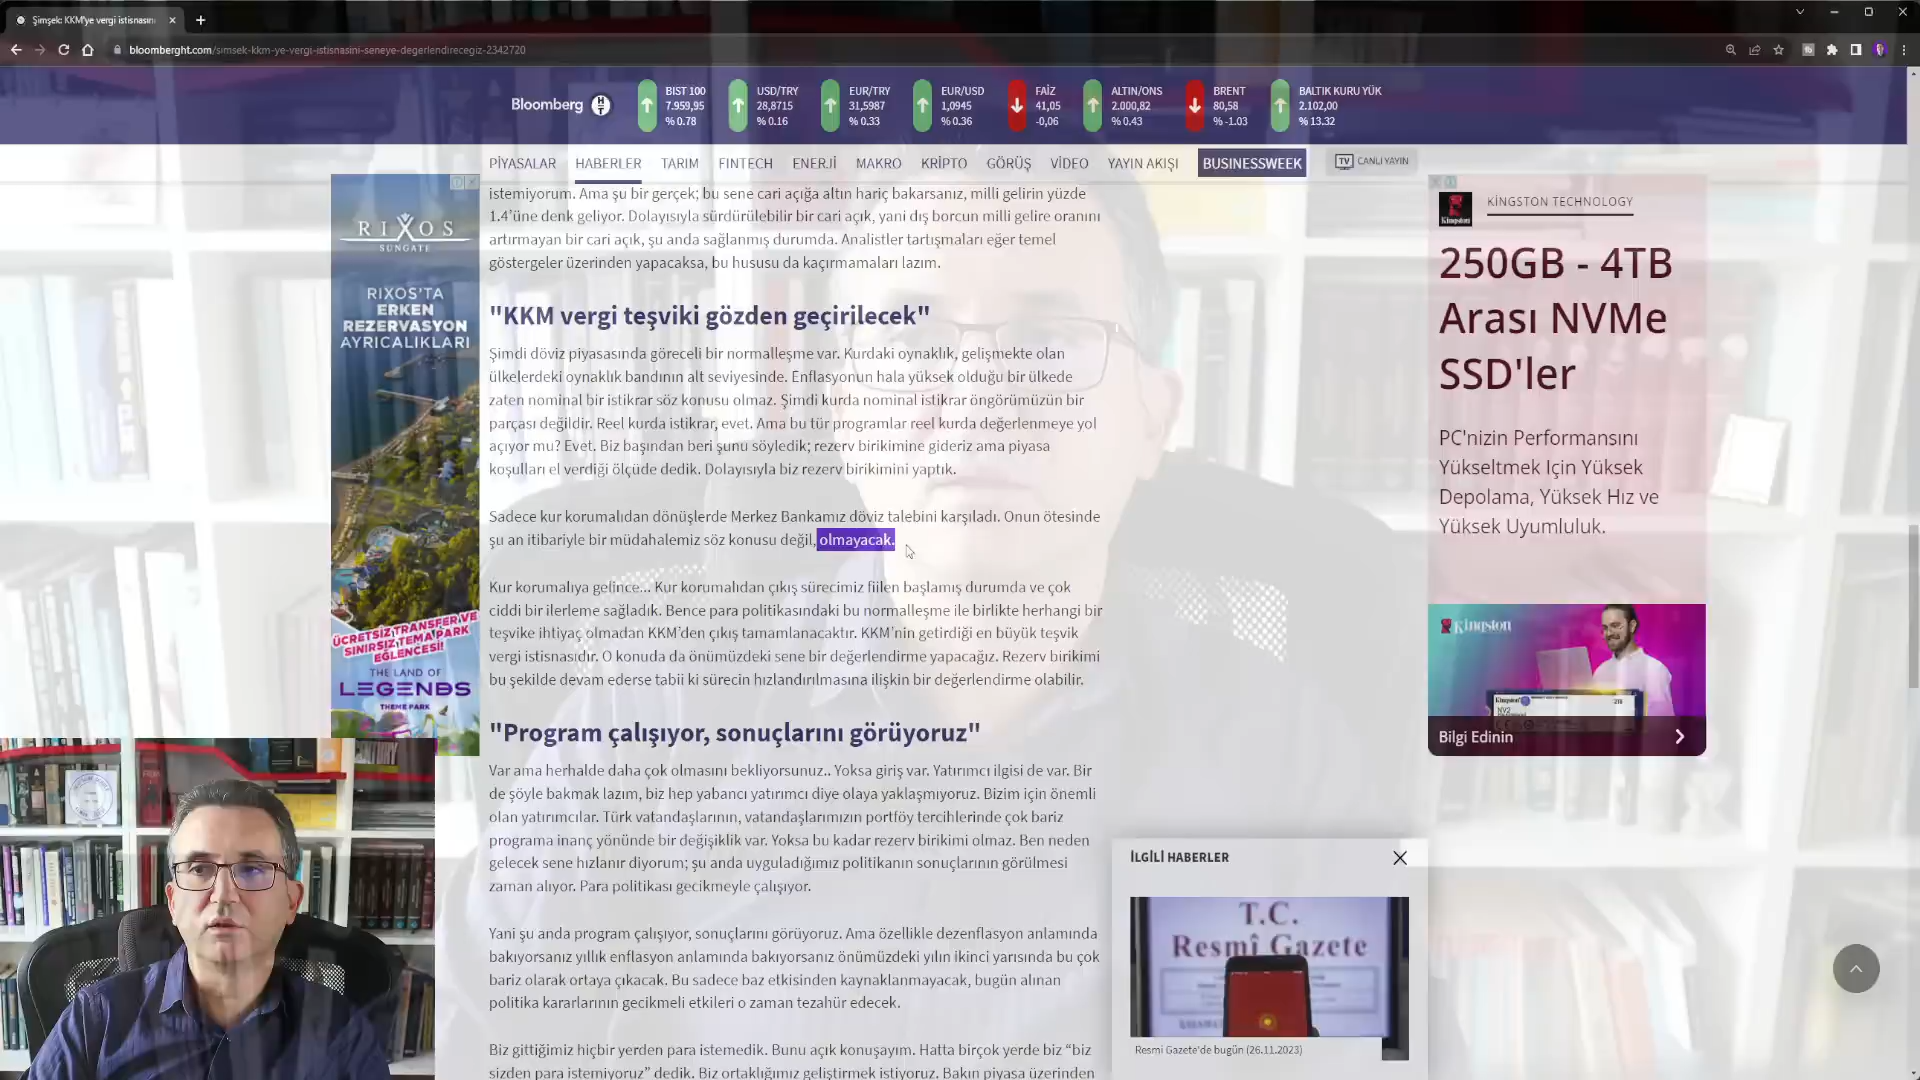 Şimşek: KKM'ye vergi istisnasın
bloomberght.com/simsek-kkm-ye-vergi-istisnasini-seneye-degerlendirecegiz-2342720
Bloomberg HT
BIST 100
7.959,95
% 0.78
USD/TRY
28,8715
% 0.16
EUR/TRY
31,5987
% 0.33
EUR/USD
1,0945
% 0.36
FAİZ
41,05
-0,06
ALTIN/ONS
2.000,82
% 0.43
BRENT
80,58
% -1.03
BALTIK KURU YÜK
2.102,00
% 13.32
PİYASALAR HABERLER TARIM FINTECH ENERJİ MAKRO KRİPTO GÖRÜŞ VİDEO YAYIN AKIŞI BUSINESSWEEK TV CANLI YAYIN
istemiyorum. Ama şu bir gerçek; bu sene cari açığa altın hariç bakarsanız, milli gelirin yüzde
1.4’üne denk geliyor. Dolayısıyla sürdürülebilir bir cari açık, yani dış borcun milli gelire oranını
artırmayan bir cari açık, şu anda sağlanmış durumda. Analistler tartışmaları eğer temel
göstergeler üzerinden yapacaksa, bu hususu da kaçırmamaları lazım.
"KKM vergi teşviki gözden geçirilecek"
Şimdi döviz piyasasında göreceli bir normalleşme var. Kurdaki oynaklık, gelişmekte olan
ülkelerdeki oynaklık bandının alt seviyesinde. Enflasyonun hala yüksek olduğu bir ülkede
zaten nominal bir istikrar söz konusu olmaz. Şimdi kurda nominal istikrar öngörümüzün bir
parçası değildir. Reel kurda istikrar, evet. Ama bu tür programlar reel kurda değerlenmeye yol
açıyor mu? Evet. Biz başından beri şunu söyledik; rezerv birikimine gideriz ama piyasa
koşulları el verdiği ölçüde dedik. Dolayısıyla biz rezerv birikimini yaptık.
Sadece kur korumalıdan dönüşlerde Merkez Bankamız döviz talebini karşıladı. Onun ötesinde
şu an itibariyle bir müdahalemiz söz konusu değil, olmayacak.
Kur korumalıya gelince... Kur korumalıdan çıkış sürecimiz fiilen başlamış durumda ve çok
ciddi bir ilerleme sağladık. Bence para politikasındaki bu normalleşme ile birlikte herhangi bir
teşvike ihtiyaç olmadan KKM’den çıkış tamamlanacaktır. KKM’nin getirdiği en büyük teşvik
vergi istisnasıdır. O konuda da önümüzdeki sene bir değerlendirme yapacağız. Rezerv birikimi
bu şekilde devam ederse tabii ki sürecin hızlandırılmasına ilişkin bir değerlendirme olabilir.
"Program çalışıyor, sonuçlarını görüyoruz"
Var ama herhalde daha çok olmasını bekliyorsunuz.. Yoksa giriş var. Yatırımcı ilgisi de var. Bir
de şöyle bakmak lazım, biz hep yabancı yatırımcı diye olaya yaklaşmıyoruz. Bizim için önemli
olan yatırımcılar. Türk vatandaşlarının, vatandaşlarımızın portföy tercihlerinde çok bariz
programa inanç yönünde bir değişiklik var. Yoksa bu kadar rezerv birikimi olmaz. Ben neden
gelecek sene hızlanır diyorum; şu anda uyguladığımız politikanın sonuçlarının görülmesi
zaman alıyor. Para politikası gecikmeyle çalışıyor.
Yani şu anda program çalışıyor, sonuçlarını görüyoruz. Ama özellikle dezenflasyon anlamında
bakıyorsanız yıllık enflasyon anlamında bakıyorsanız önümüzdeki yılın ikinci yarısında bu çok
bariz olarak ortaya çıkacak. Bu sadece baz etkisinden kaynaklanmayacak, bugün alınan
politika kararlarının gecikmeli etkileri o zaman tezahür edecek.
Biz gittiğimiz hiçbir yerden para istemedik. Bunu açık konuşayım. Hatta birçok yerde biz “biz
sizden para istemiyoruz” dedik. Biz ortaklığımız geliştirmek istiyoruz. Bakın piyasa üzerinden
RIXOS
SUNGATE
RIXOS'TA
ERKEN
REZERVASYON
AYRICALIKLARI
ÜCRETSİZ TRANSFER VE
SINIRSIZ TEMA PARK
EĞLENCESİ!
THE LAND OF
LEGENDS
THEME PARK
Kingston
KİNGSTON TECHNOLOGY
250GB - 4TB
Arası NVMe
SSD'ler
PC'nizin Performansını
Yükseltmek Için Yüksek
Depolama, Yüksek Hız ve
Yüksek Uyumluluk.
Kingston
Bilgi Edinin
İLGİLİ HABERLER
T.C.
Resmî Gazete
Resmi Gazete'de bugün (26.11.2023)